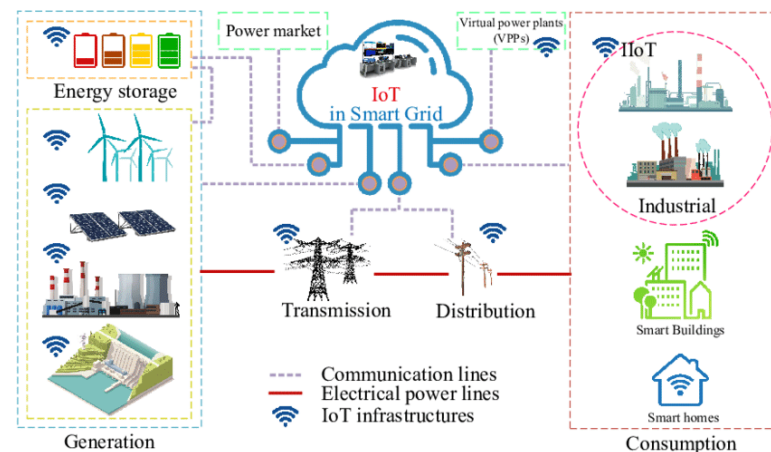 Power market
Virtual power plants
(VPPs)
IIoT
Energy storage
IoT
in Smart Grid
Industrial
Transmission
Distribution
Smart Buildings
Communication lines
Electrical power lines
IoT infrastructures
Smart homes
Generation
Consumption